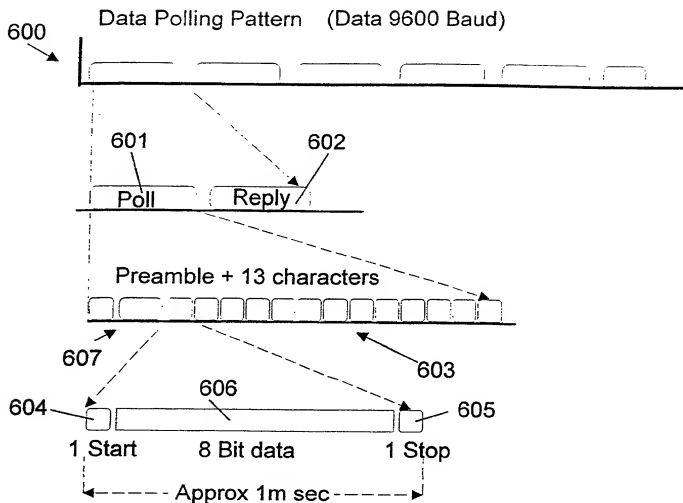 Data Polling Pattern (Data 9600 Baud)
600
601
602
Poll
Reply
Preamble + 13 characters
607
603
604
606
605
1 Start
8 Bit data
1 Stop
Approx 1m sec